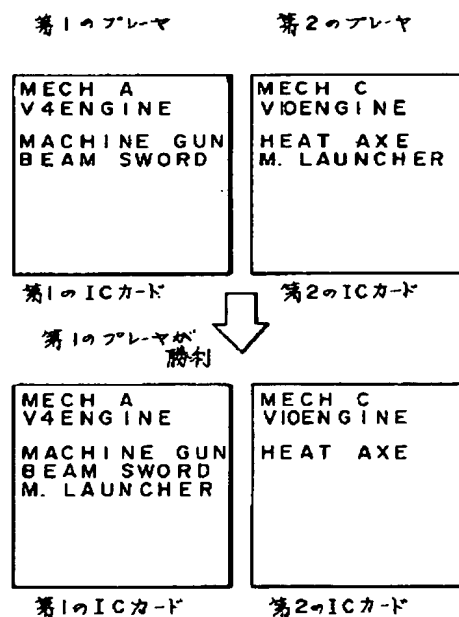 第1のプレーヤ
第2のプレーヤ
MECH A
V4ENGINE
MACHINE GUN
BEAM SWORD
MECH C
V10ENGINE
HEAT AXE
M. LAUNCHER
第1のICカード
第2のICカード
第1のプレーヤが
勝利
MECH A
V4ENGINE
MACHINE GUN
BEAM SWORD
M. LAUNCHER
MECH C
V10ENGINE
HEAT AXE
第1のICカード
第2のICカード